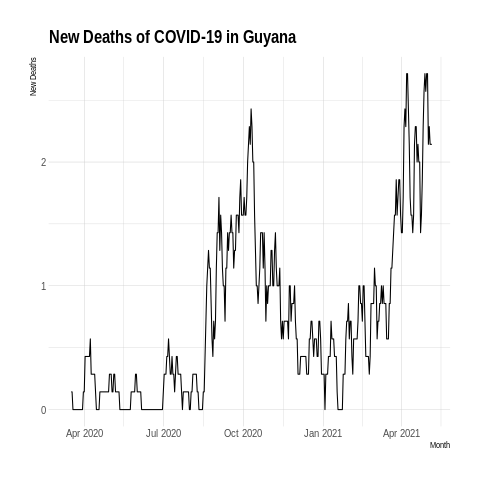 New Deaths of COVID-19 in Guyana
New Deaths
2
1
0
Apr 2020 Jul 2020 Oct 2020 Jan 2021 Apr 2021
Month